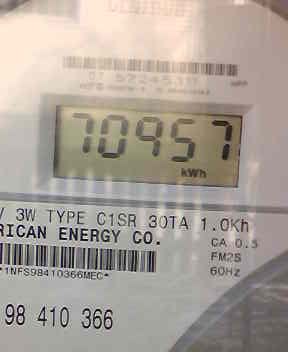 70957
kWh
3W TYPE C1SR 30TA 1.0Kh
RICAN ENERGY CO.
CA 0.5
FM2S
60Hz
*1NFS98410366MEC*
98 410 366